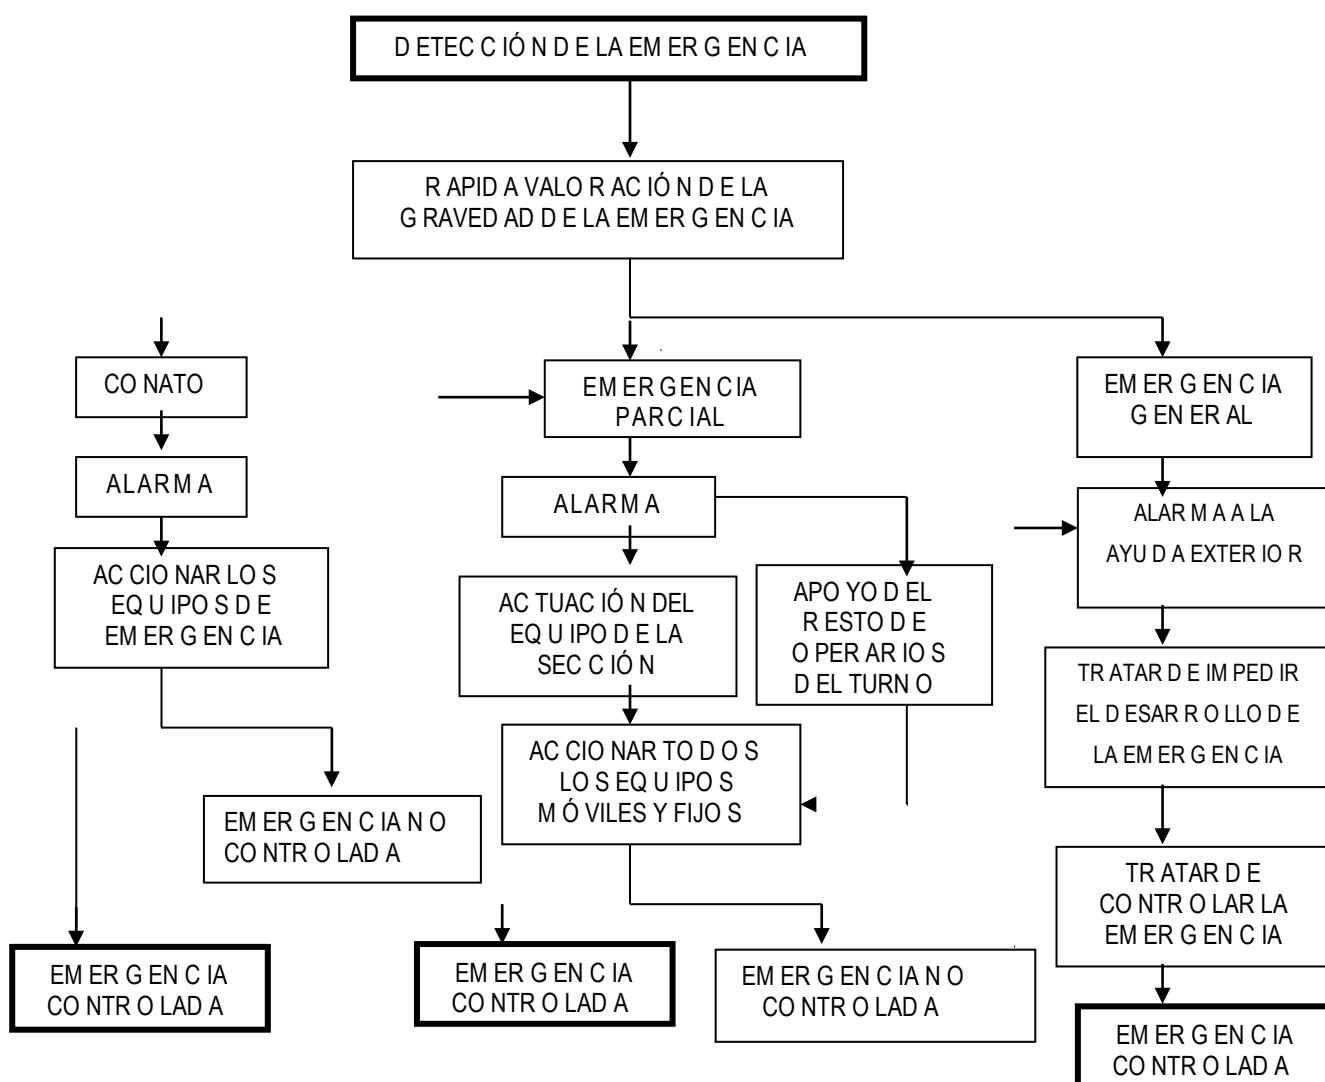 DETECCIÓN DE LA EMERGENCIA
RAPIDA VALORACIÓN DE LA
GRAVEDAD DE LA EMERGENCIA
CONATO
ALARMA
ACCIONAR LOS
EQUIPOS DE
EMERGENCIA
EMERGENCIA NO
CONTROLADA
EMERGENCIA
CONTROLADA
EMERGENCIA
PARCIAL
ALARMA
ACTUACIÓN DEL
EQUIPO DE LA
SECCIÓN
APOYO DEL
RESTO DE
OPERARIOS
DEL TURNO
ACCIONAR TODOS
LOS EQUIPOS
MÓVILES Y FIJOS
EMERGENCIA
CONTROLADA
EMERGENCIA NO
CONTROLADA
EMERGENCIA
GENERAL
ALARMA A LA
AYUDA EXTERIOR
TRATAR DE IMPEDIR
EL DESARROLLO DE
LA EMERGENCIA
TRATAR DE
CONTROLAR LA
EMERGENCIA
EMERGENCIA
CONTROLADA